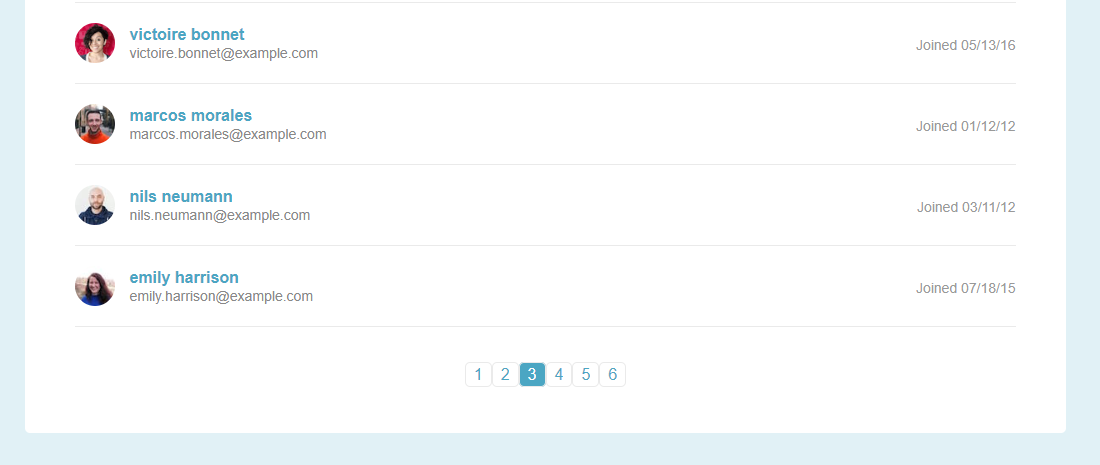 victoire bonnet
victoire.bonnet@example.com
Joined 05/13/16
marcos morales
marcos.morales@example.com
Joined 01/12/12
nils neumann
nils.neumann@example.com
Joined 03/11/12
emily harrison
emily.harrison@example.com
Joined 07/18/15
1 2 3 4 5 6